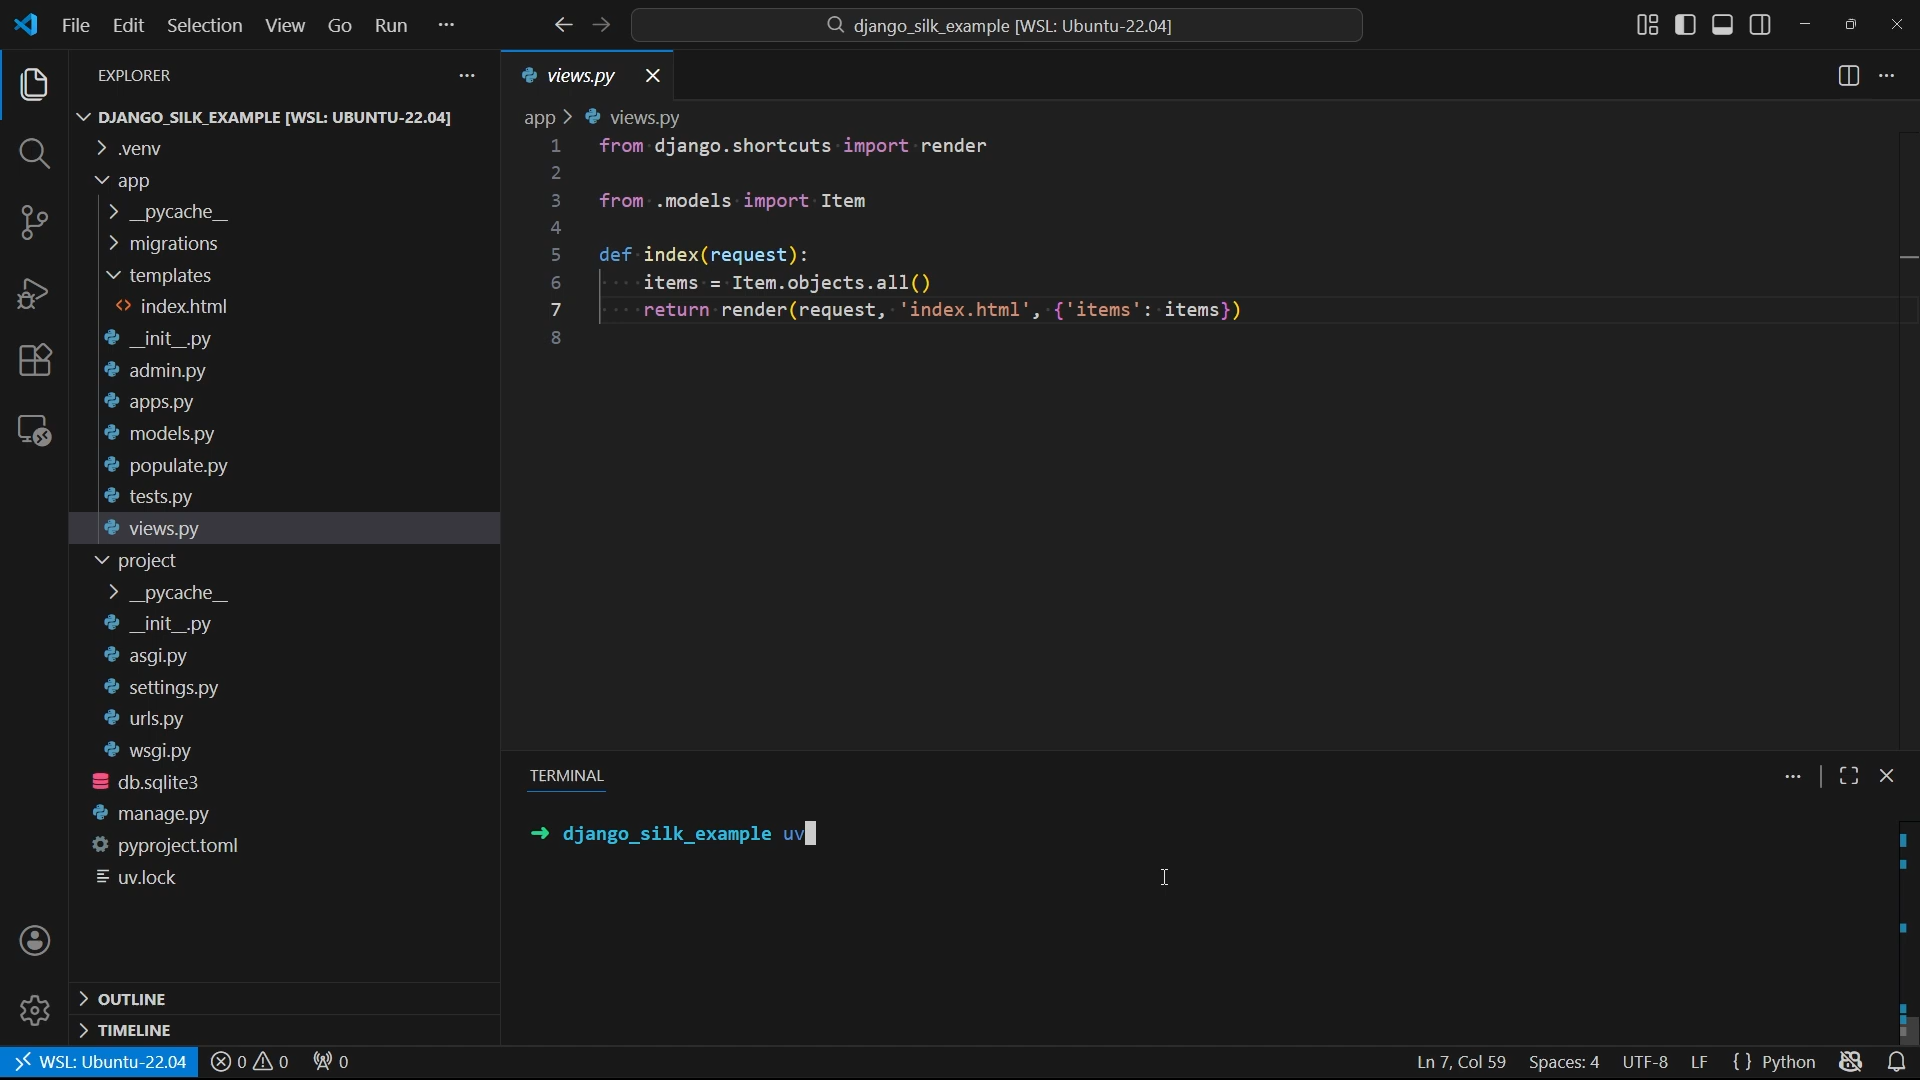 File Edit Selection View Go Run ···
django_silk_example [WSL: Ubuntu-22.04]
EXPLORER
DJANGO_SILK_EXAMPLE [WSL: UBUNTU-22.04]
.venv
app
__pycache__
migrations
templates
index.html
__init__.py
admin.py
apps.py
models.py
populate.py
tests.py
views.py
project
__pycache__
__init__.py
asgi.py
settings.py
urls.py
wsgi.py
db.sqlite3
manage.py
pyproject.toml
uv.lock
OUTLINE
TIMELINE
views.py
app > views.py
1 from django.shortcuts import render
2
3 from .models import Item
4
5 def index(request):
6 items = Item.objects.all()
7 return render(request, 'index.html', {'items': items})
8
TERMINAL
django_silk_example uv
WSL: Ubuntu-22.04 0 0 0 Ln 7, Col 59 Spaces: 4 UTF-8 LF { } Python